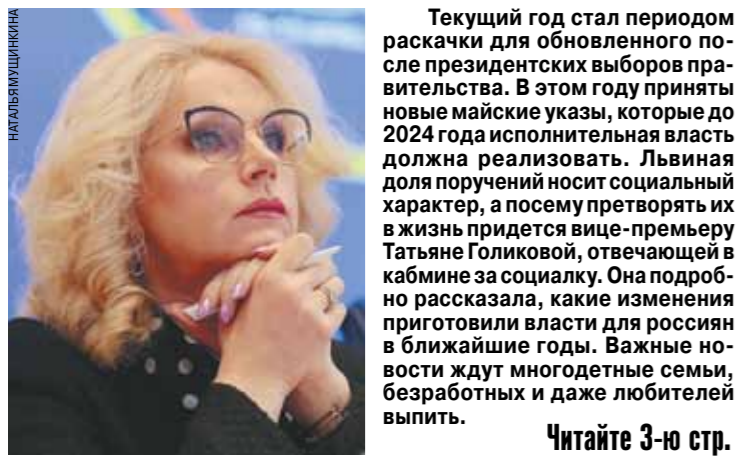 НАТАЛЬЯ МУЩИНКИНА
Текущий год стал периодом
раскачки для обновленного по-
сле президентских выборов пра-
вительства. В этом году приняты
новые майские указы, которые до
2024 года исполнительная власть
должна реализовать. Львиная
доля поручений носит социальный
характер, а посему претворять их
в жизнь придется вице-премьеру
Татьяне Голиковой, отвечающей в
кабмине за социалку. Она подроб-
но рассказала, какие изменения
приготовили власти для россиян
в ближайшие годы. Важные но-
вости ждут многодетные семьи,
безработных и даже любителей
выпить.
Читайте 3-ю стр.